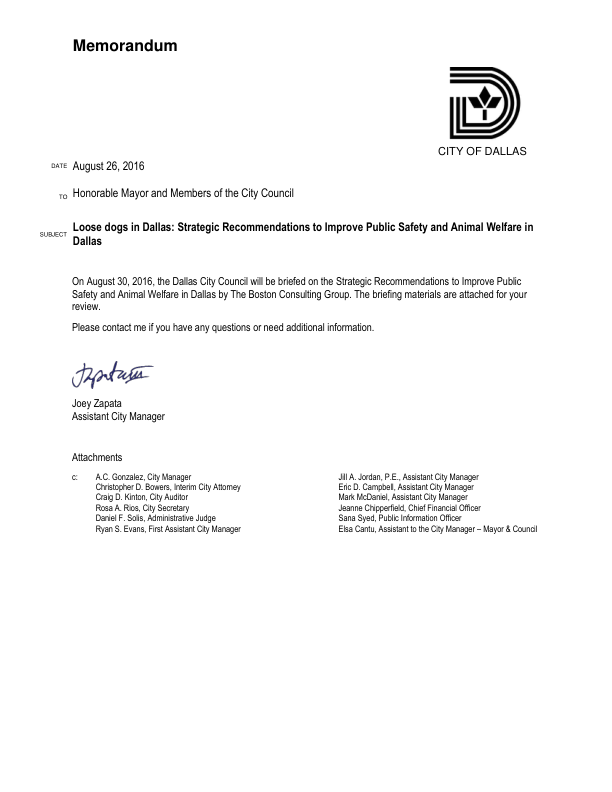 Memorandum
CITY OF DALLAS
DATE August 26, 2016
TO Honorable Mayor and Members of the City Council
SUBJECT Loose dogs in Dallas: Strategic Recommendations to Improve Public Safety and Animal Welfare in
Dallas
On August 30, 2016, the Dallas City Council will be briefed on the Strategic Recommendations to Improve Public
Safety and Animal Welfare in Dallas by The Boston Consulting Group. The briefing materials are attached for your
review.
Please contact me if you have any questions or need additional information.
Joey Zapata
Assistant City Manager
Attachments
c: A.C. Gonzalez, City Manager
Christopher D. Bowers, Interim City Attorney
Craig D. Kinton, City Auditor
Rosa A. Rios, City Secretary
Daniel F. Solis, Administrative Judge
Ryan S. Evans, First Assistant City Manager
Jill A. Jordan, P.E., Assistant City Manager
Eric D. Campbell, Assistant City Manager
Mark McDaniel, Assistant City Manager
Jeanne Chipperfield, Chief Financial Officer
Sana Syed, Public Information Officer
Elsa Cantu, Assistant to the City Manager – Mayor & Council